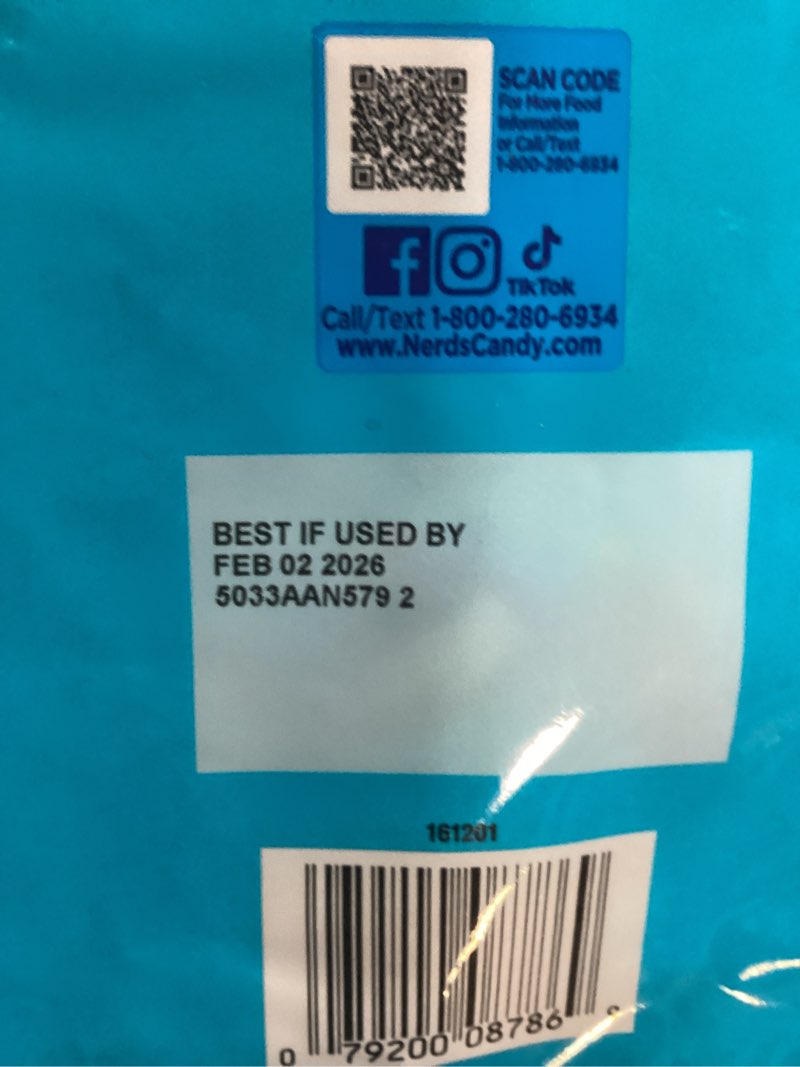 SCAN CODE
For More Food
Information
or Call/Text
1-800-280-6934
TikTok
Call/Text 1-800-280-6934
www.NerdsCandy.com
BEST IF USED BY
FEB 02 2026
5033AAN579 2
161201
0 79200 08786